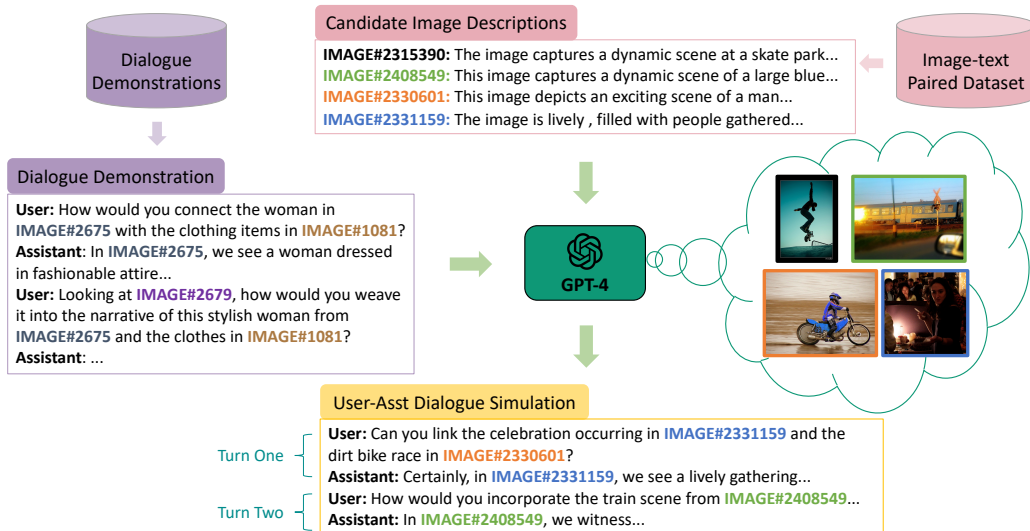 Dialogue
Demonstrations
Candidate Image Descriptions
IMAGE#2315390: The image captures a dynamic scene at a skate park...
IMAGE#2408549: This image captures a dynamic scene of a large blue...
IMAGE#2330601: This image depicts an exciting scene of a man...
IMAGE#2331159: The image is lively , filled with people gathered...
Image-text
Paired Dataset
Dialogue Demonstration
User: How would you connect the woman in
IMAGE#2675 with the clothing items in IMAGE#1081?
Assistant: In IMAGE#2675, we see a woman dressed
in fashionable attire...
User: Looking at IMAGE#2679, how would you weave
it into the narrative of this stylish woman from
IMAGE#2675 and the clothes in IMAGE#1081?
Assistant: ...
GPT-4
User-Asst Dialogue Simulation
Turn One
User: Can you link the celebration occurring in IMAGE#2331159 and the
dirt bike race in IMAGE#2330601?
Assistant: Certainly, in IMAGE#2331159, we see a lively gathering...
Turn Two
User: How would you incorporate the train scene from IMAGE#2408549...
Assistant: In IMAGE#2408549, we witness...